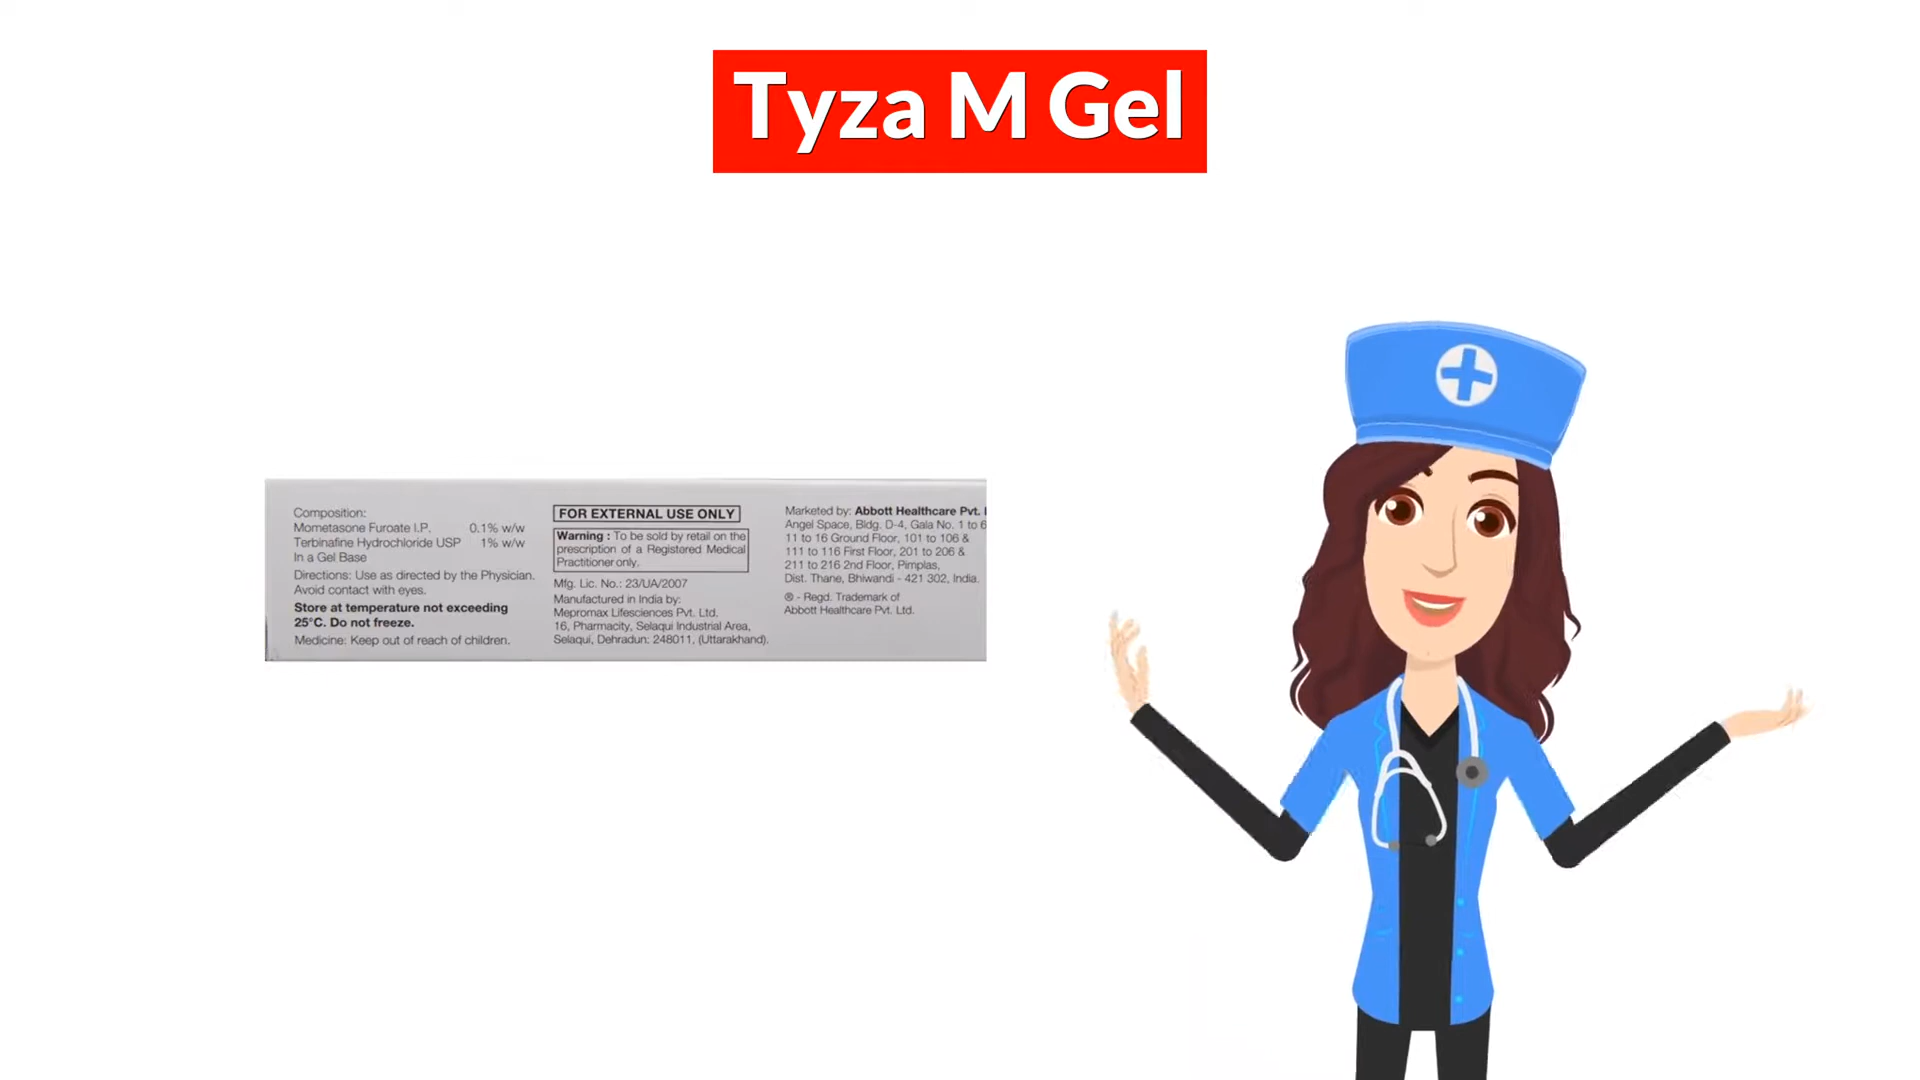 Tyza M Gel
Composition:
Mometasone Furoate I.P. 0.1% w/w
Terbinafine Hydrochloride USP 1% w/w
In a Gel Base
Directions: Use as directed by the Physician.
Avoid contact with eyes.
Store at temperature not exceeding
25°C. Do not freeze.
Medicine: Keep out of reach of children.
FOR EXTERNAL USE ONLY
Warning : To be sold by retail on the
prescription of a Registered Medical
Practitioner only.
Mfg. Lic. No.: 23/UA/2007
Manufactured in India by:
Mepromax Lifesciences Pvt. Ltd.
16, Pharmacity, Selaqui Industrial Area,
Selaqui, Dehradun: 248011, (Uttarakhand).
Marketed by: Abbott Healthcare Pvt.
Angel Space, Bldg. D-4, Gala No. 1 to 6
11 to 16 Ground Floor, 101 to 106 &
111 to 116 First Floor, 201 to 206 &
211 to 216 2nd Floor, Pimplas,
Dist. Thane, Bhiwandi - 421 302, India.
® - Regd. Trademark of
Abbott Healthcare Pvt. Ltd.